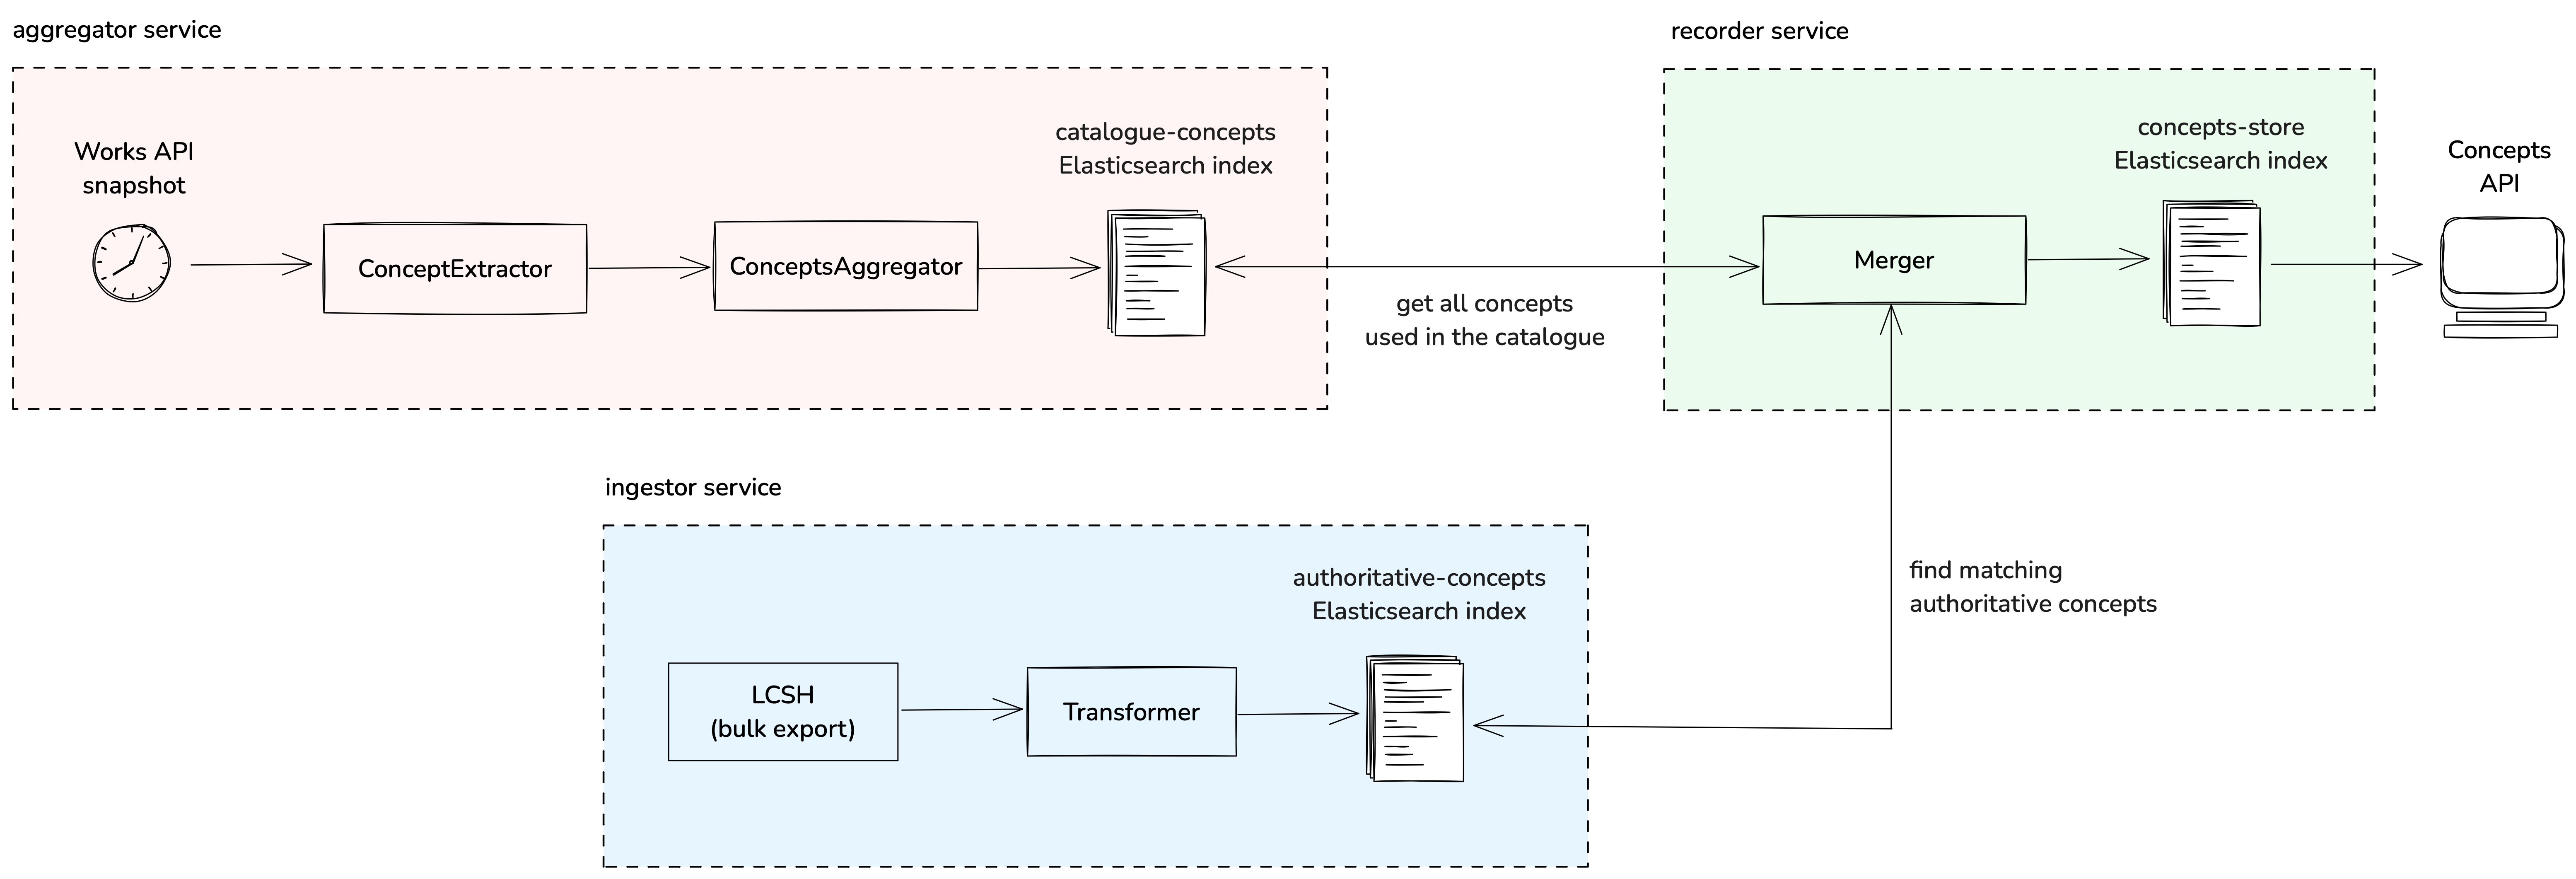 aggregator service
recorder service
Works API
snapshot
ConceptExtractor
ConceptsAggregator
catalogue-concepts
Elasticsearch index
get all concepts
used in the catalogue
Merger
concepts-store
Elasticsearch index
Concepts
API
ingestor service
LCSH
(bulk export)
Transformer
authoritative-concepts
Elasticsearch index
find matching
authoritative concepts